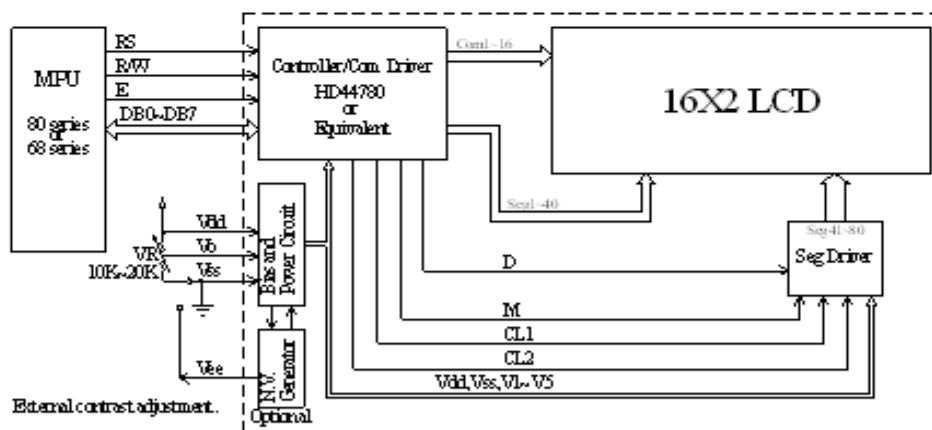 MPU
80 series
or
68 series
RS
R/W
E
DB0~DB7
Controller/Com Driver
HD44780
or
Equivalent
Com1~16
16X2 LCD
Seg1~40
Seg41~80
Seg Driver
D
M
CL1
CL2
Vdd,Vss,V1~V5
Vdd
Vo
Vss
VR
10K~20K
Bias and
Power Circuit
Vee
N.V.
Generator
Optional
External contrast adjustment.